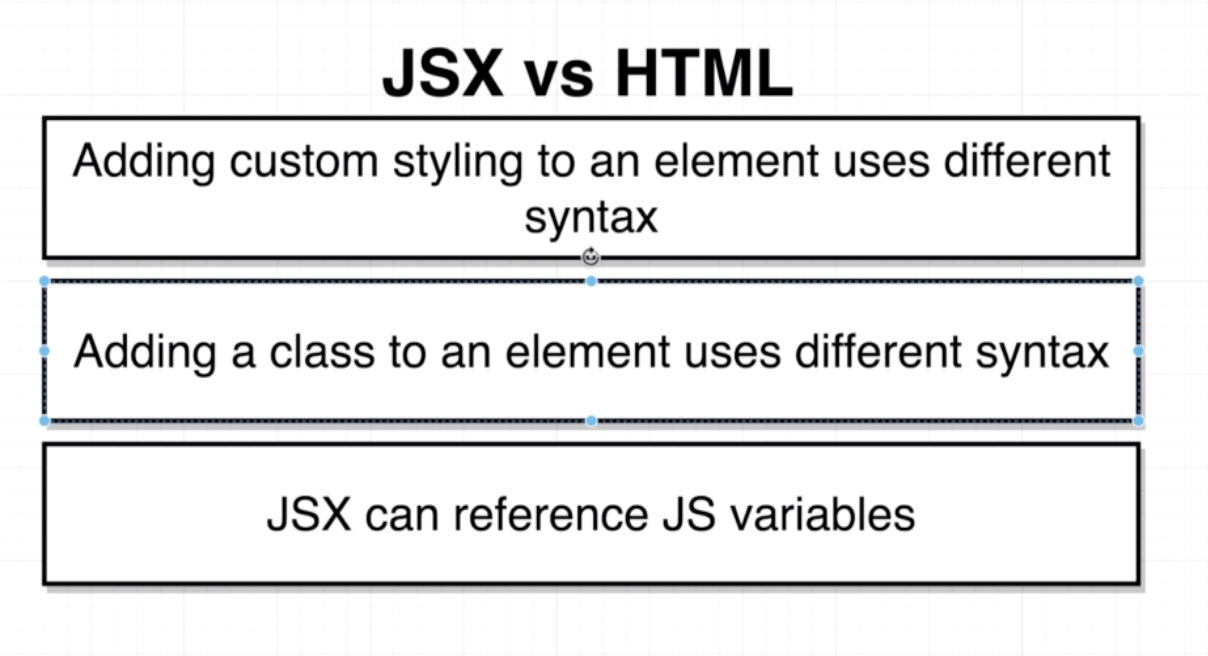 JSX vs HTML
Adding custom styling to an element uses different
syntax
Adding a class to an element uses different syntax
JSX can reference JS variables